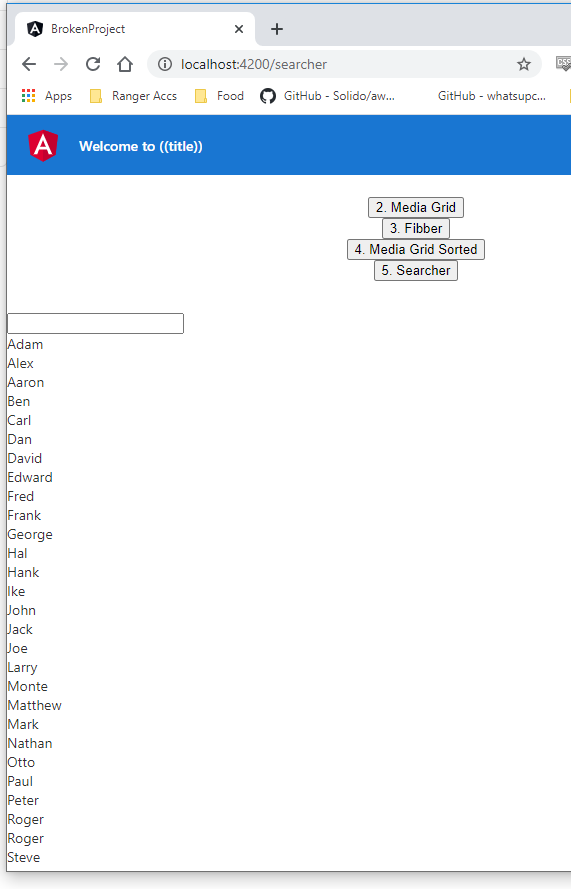 BrokenProject
localhost:4200/searcher
Apps Ranger Accs Food GitHub - Solido/aw... GitHub - whatsupc...
Welcome to ((title))
2. Media Grid
3. Fibber
4. Media Grid Sorted
5. Searcher
Adam
Alex
Aaron
Ben
Carl
Dan
David
Edward
Fred
Frank
George
Hal
Hank
Ike
John
Jack
Joe
Larry
Monte
Matthew
Mark
Nathan
Otto
Paul
Peter
Roger
Roger
Steve